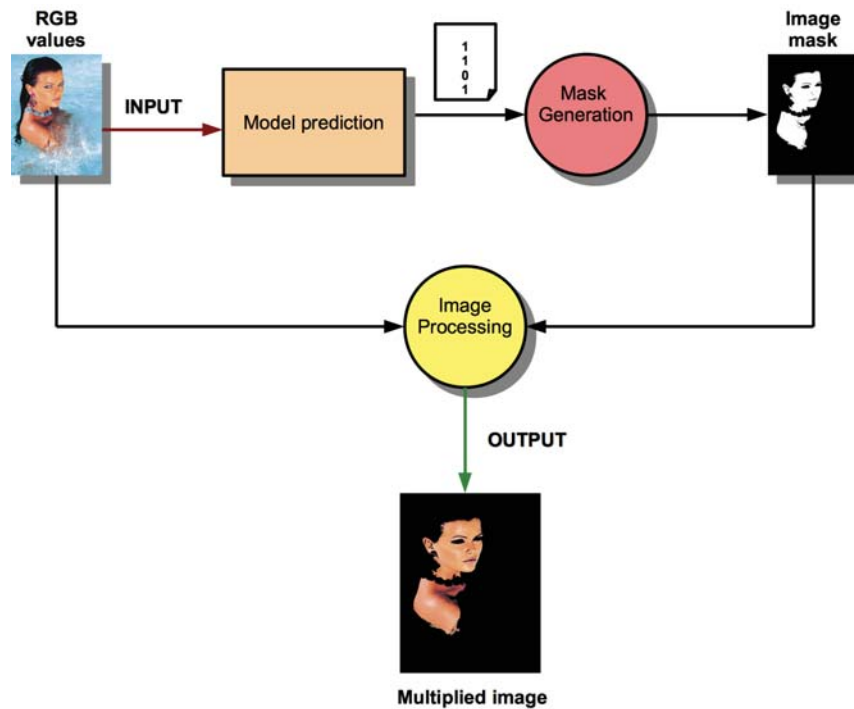 RGB
values
INPUT
Model prediction
1
1
0
1
Mask
Generation
Image
mask
Image
Processing
OUTPUT
Multiplied image